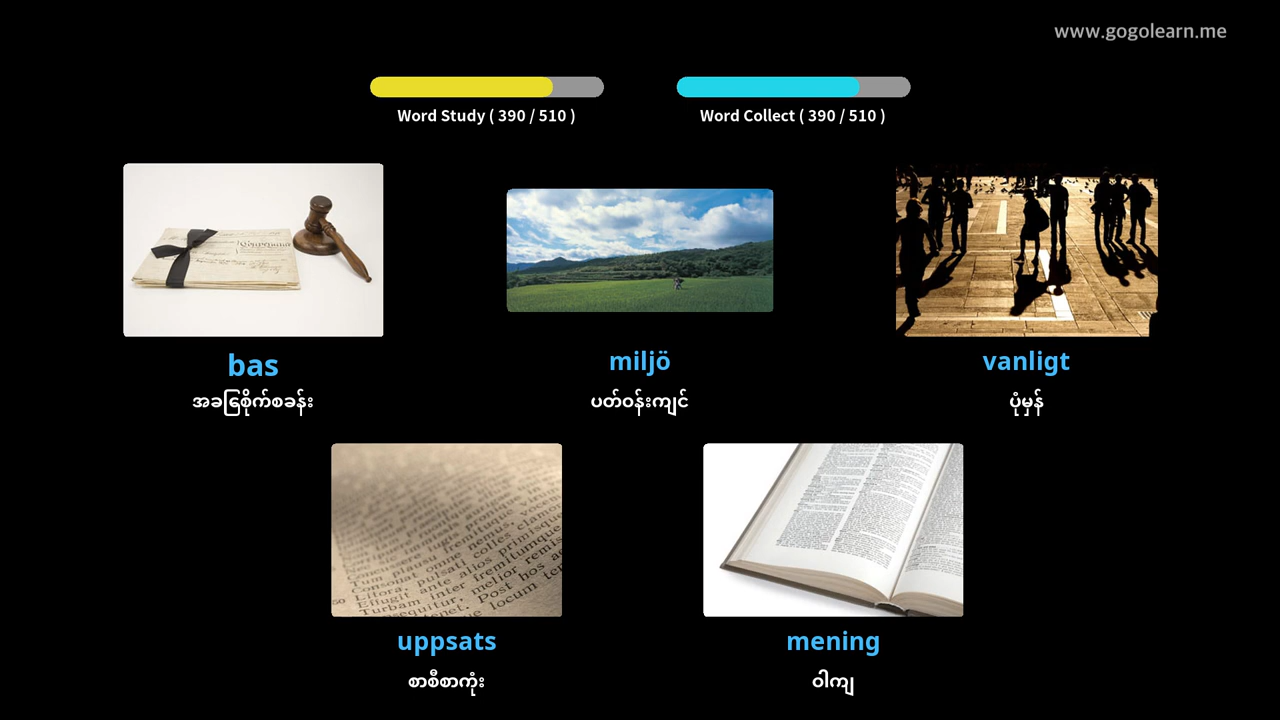 www.gogolearn.me
Word Study ( 390 / 510 )
Word Collect ( 390 / 510 )
bas
miljö
vanligt
အခြေစိုက်စခန်း
ပတ်ဝန်းကျင်
ပုံမှန်
uppsats
mening
စာစီစာကုံး
ဝါကျ